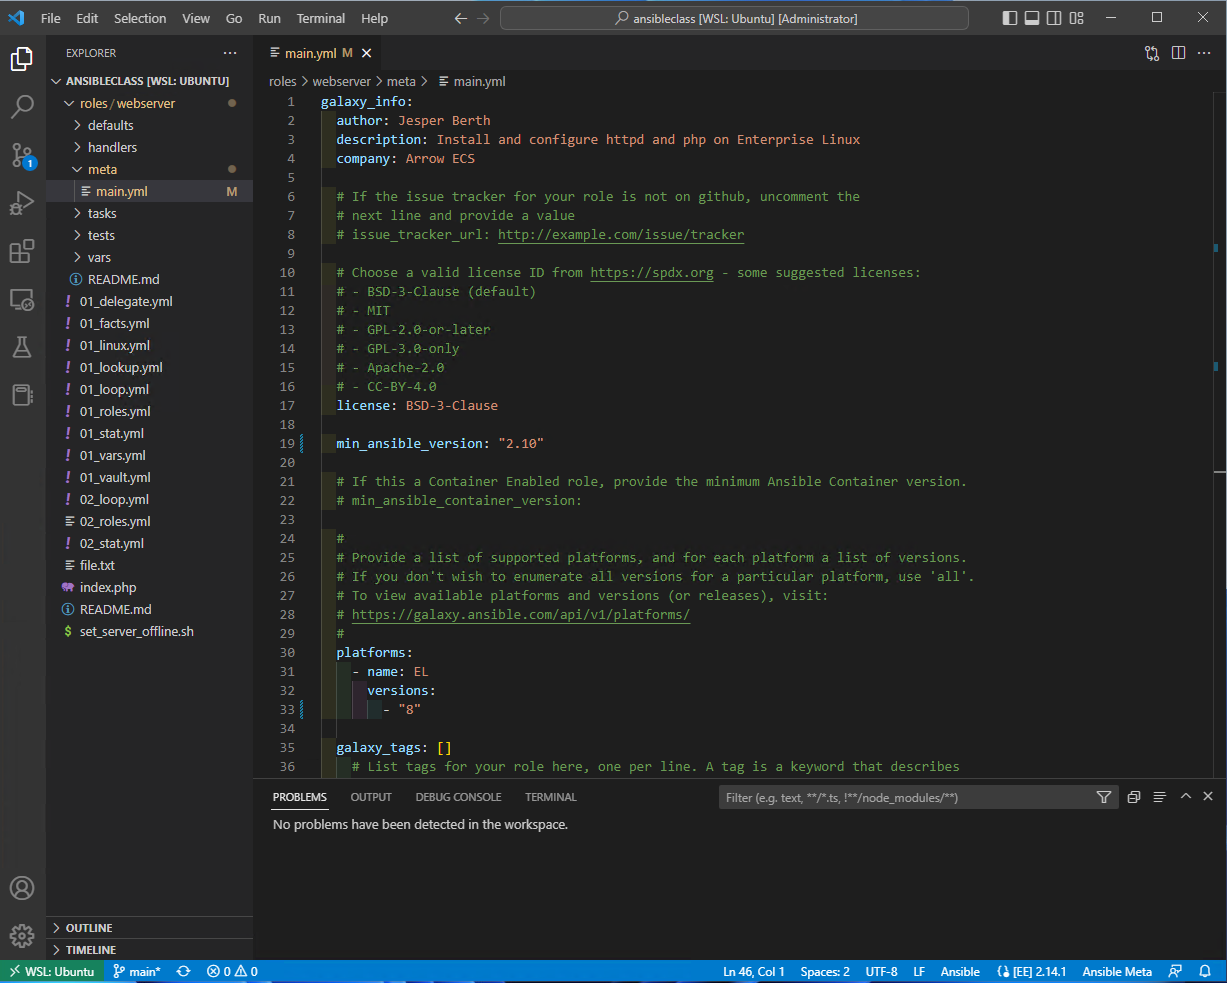 File Edit Selection View Go Run Terminal Help
ansibleclass [WSL: Ubuntu] [Administrator]
EXPLORER
ANSIBLECLASS [WSL: UBUNTU]
roles / webserver
defaults
handlers
meta
main.yml M
tasks
tests
vars
README.md
01_delegate.yml
01_facts.yml
01_linux.yml
01_lookup.yml
01_loop.yml
01_roles.yml
01_stat.yml
01_vars.yml
01_vault.yml
02_loop.yml
02_roles.yml
02_stat.yml
file.txt
index.php
README.md
set_server_offline.sh
OUTLINE
TIMELINE
1
main.yml M
roles > webserver > meta > main.yml
1 galaxy_info:
2 author: Jesper Berth
3 description: Install and configure httpd and php on Enterprise Linux
4 company: Arrow ECS
5
6 # If the issue tracker for your role is not on github, uncomment the
7 # next line and provide a value
8 # issue_tracker_url: http://example.com/issue/tracker
9
10 # Choose a valid license ID from https://spdx.org - some suggested licenses:
11 # - BSD-3-Clause (default)
12 # - MIT
13 # - GPL-2.0-or-later
14 # - GPL-3.0-only
15 # - Apache-2.0
16 # - CC-BY-4.0
17 license: BSD-3-Clause
18
19 min_ansible_version: "2.10"
20
21 # If this a Container Enabled role, provide the minimum Ansible Container version.
22 # min_ansible_container_version:
23
24 #
25 # Provide a list of supported platforms, and for each platform a list of versions.
26 # If you don't wish to enumerate all versions for a particular platform, use 'all'.
27 # To view available platforms and versions (or releases), visit:
28 # https://galaxy.ansible.com/api/v1/platforms/
29 #
30 platforms:
31 - name: EL
32 versions:
33 - "8"
34
35 galaxy_tags: []
36 # List tags for your role here, one per line. A tag is a keyword that describes
PROBLEMS OUTPUT DEBUG CONSOLE TERMINAL
Filter (e.g. text, **/*.ts, !**/node_modules/**)
No problems have been detected in the workspace.
WSL: Ubuntu main* 0 0 Ln 46, Col 1 Spaces: 2 UTF-8 LF Ansible [EE] 2.14.1 Ansible Meta